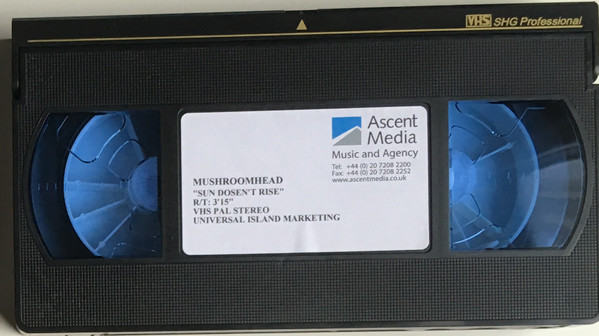 VHS SHG Professional
Ascent
Media
Music and Agency
Tel: +44 (0) 20 7208 2200
Fax: +44 (0) 20 7208 2252
www.ascentmedia.co.uk
MUSHROOMHEAD
"SUN DOSEN'T RISE"
R/T: 3'15"
VHS PAL STEREO
UNIVERSAL ISLAND MARKETING